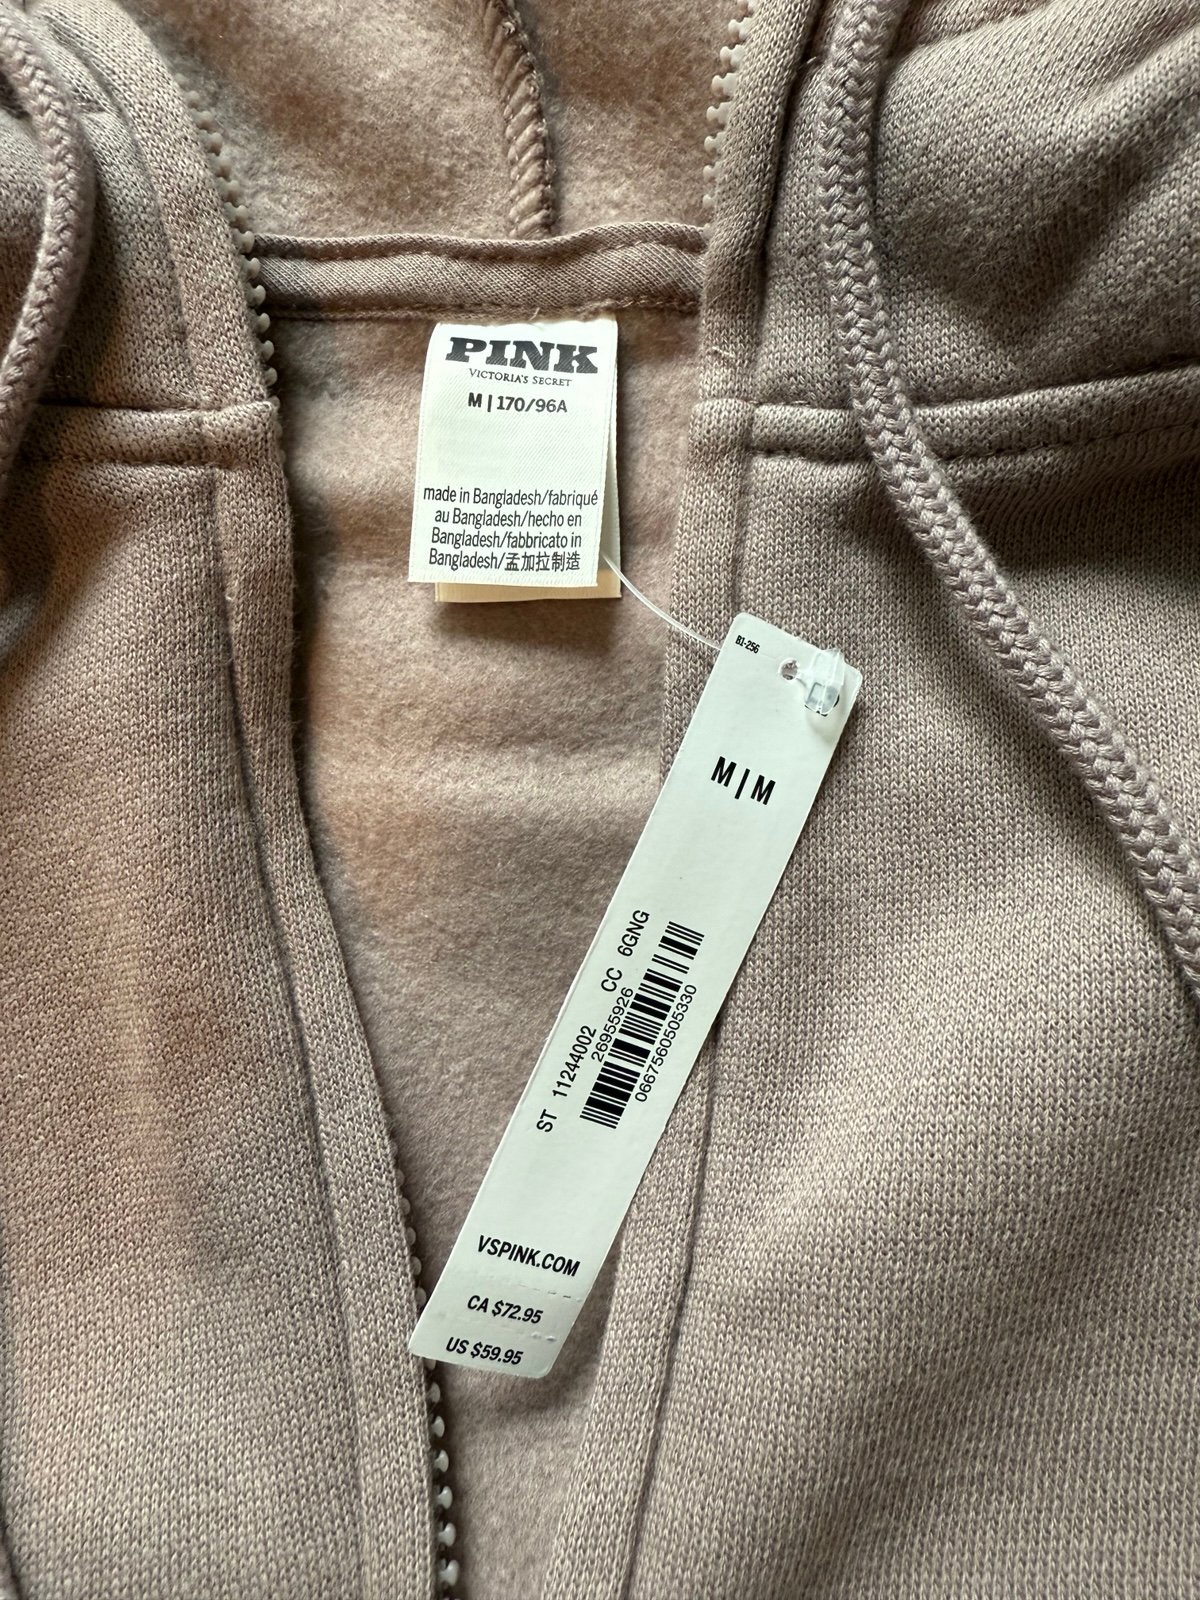 PINK
VICTORIA'S SECRET
M | 170/96A
made in Bangladesh/fabriqué
au Bangladesh/hecho en
Bangladesh/fabbricato in
Bangladesh/孟加拉制造
BI-256
M | M
ST 11244002 CC 6GNG
26955926
0667560505330
VSPINK.COM
CA $72.95
US $59.95